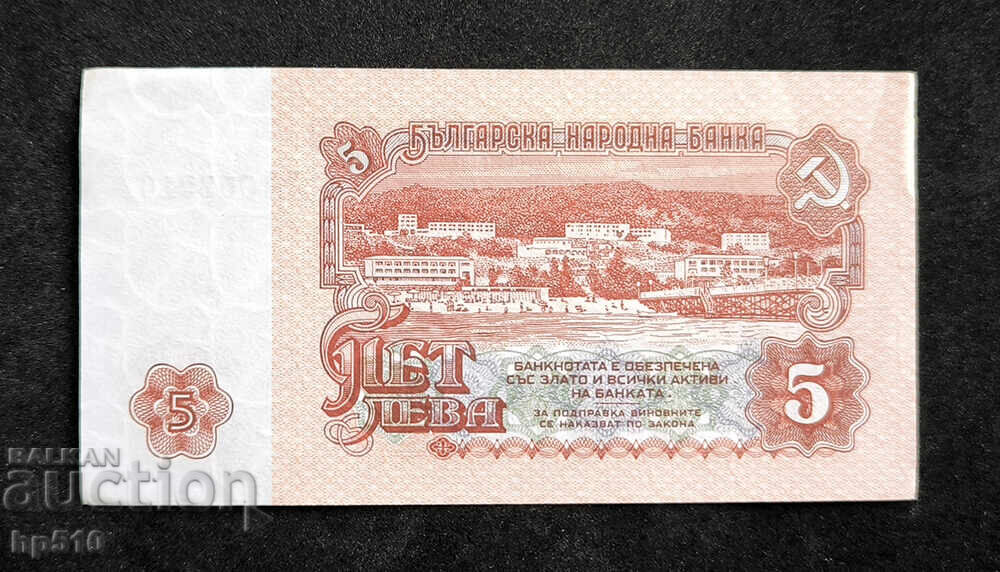 5 БЪЛГАРСКА НАРОДНА БАНКА
ПЕТ
ЛЕВА
БАНКНОТАТА Е ОБЕЗПЕЧЕНА
СЪС ЗЛАТО И ВСИЧКИ АКТИВИ
НА БАНКАТА.
ЗА ПОДПРАВКА ВИНОВНИТЕ
СЕ НАКАЗВАТ ПО ЗАКОНА
5
5
BALKAN
auction
hp510